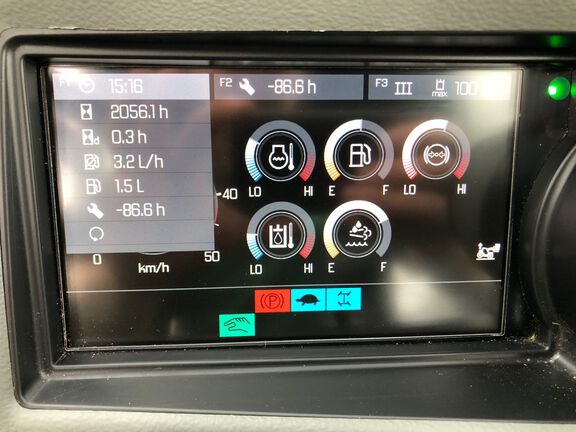 F1 15:16
F2 -86.6 h
F3 III max 100
2056.1 h
d 0.3 h
3.2 L/h
1.5 L
-86.6 h
40
0 50
km/h
LO HI
E F
LO HI
LO HI
E F
(P)